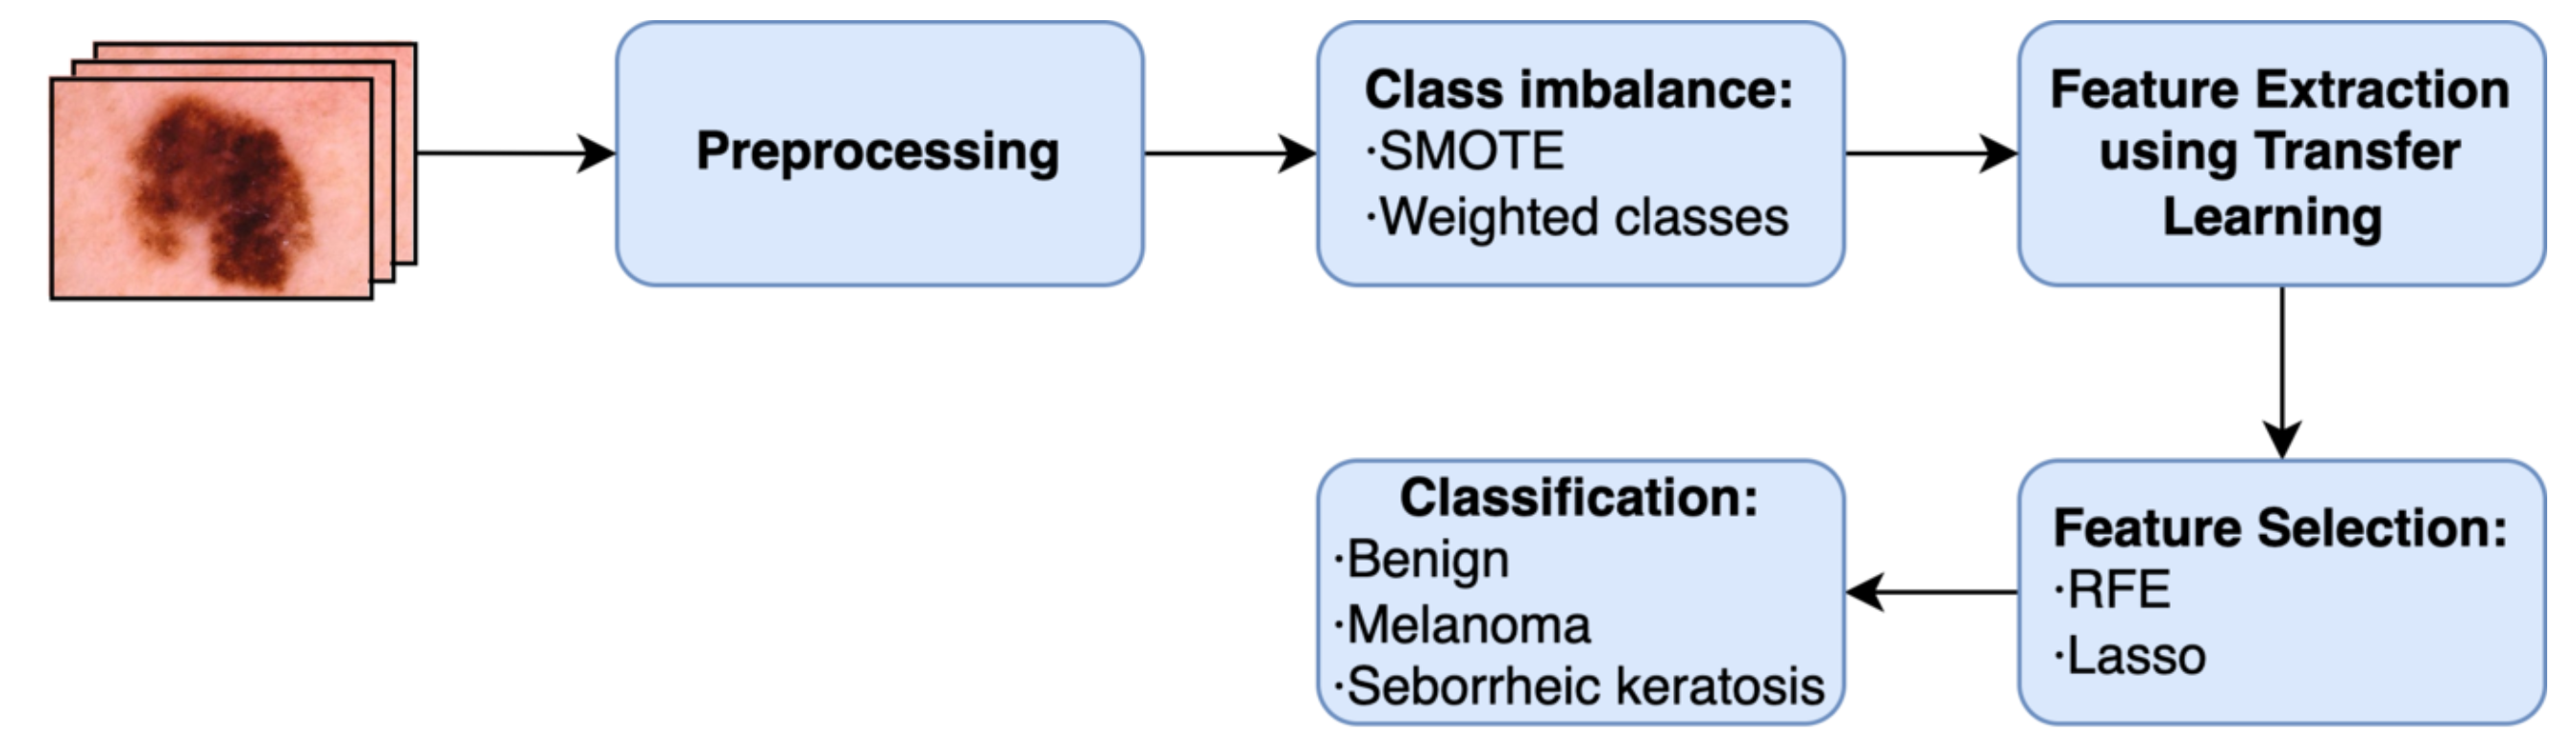 Preprocessing
Class imbalance:
·SMOTE
·Weighted classes
Feature Extraction
using Transfer
Learning
Feature Selection:
·RFE
·Lasso
Classification:
·Benign
·Melanoma
·Seborrheic keratosis